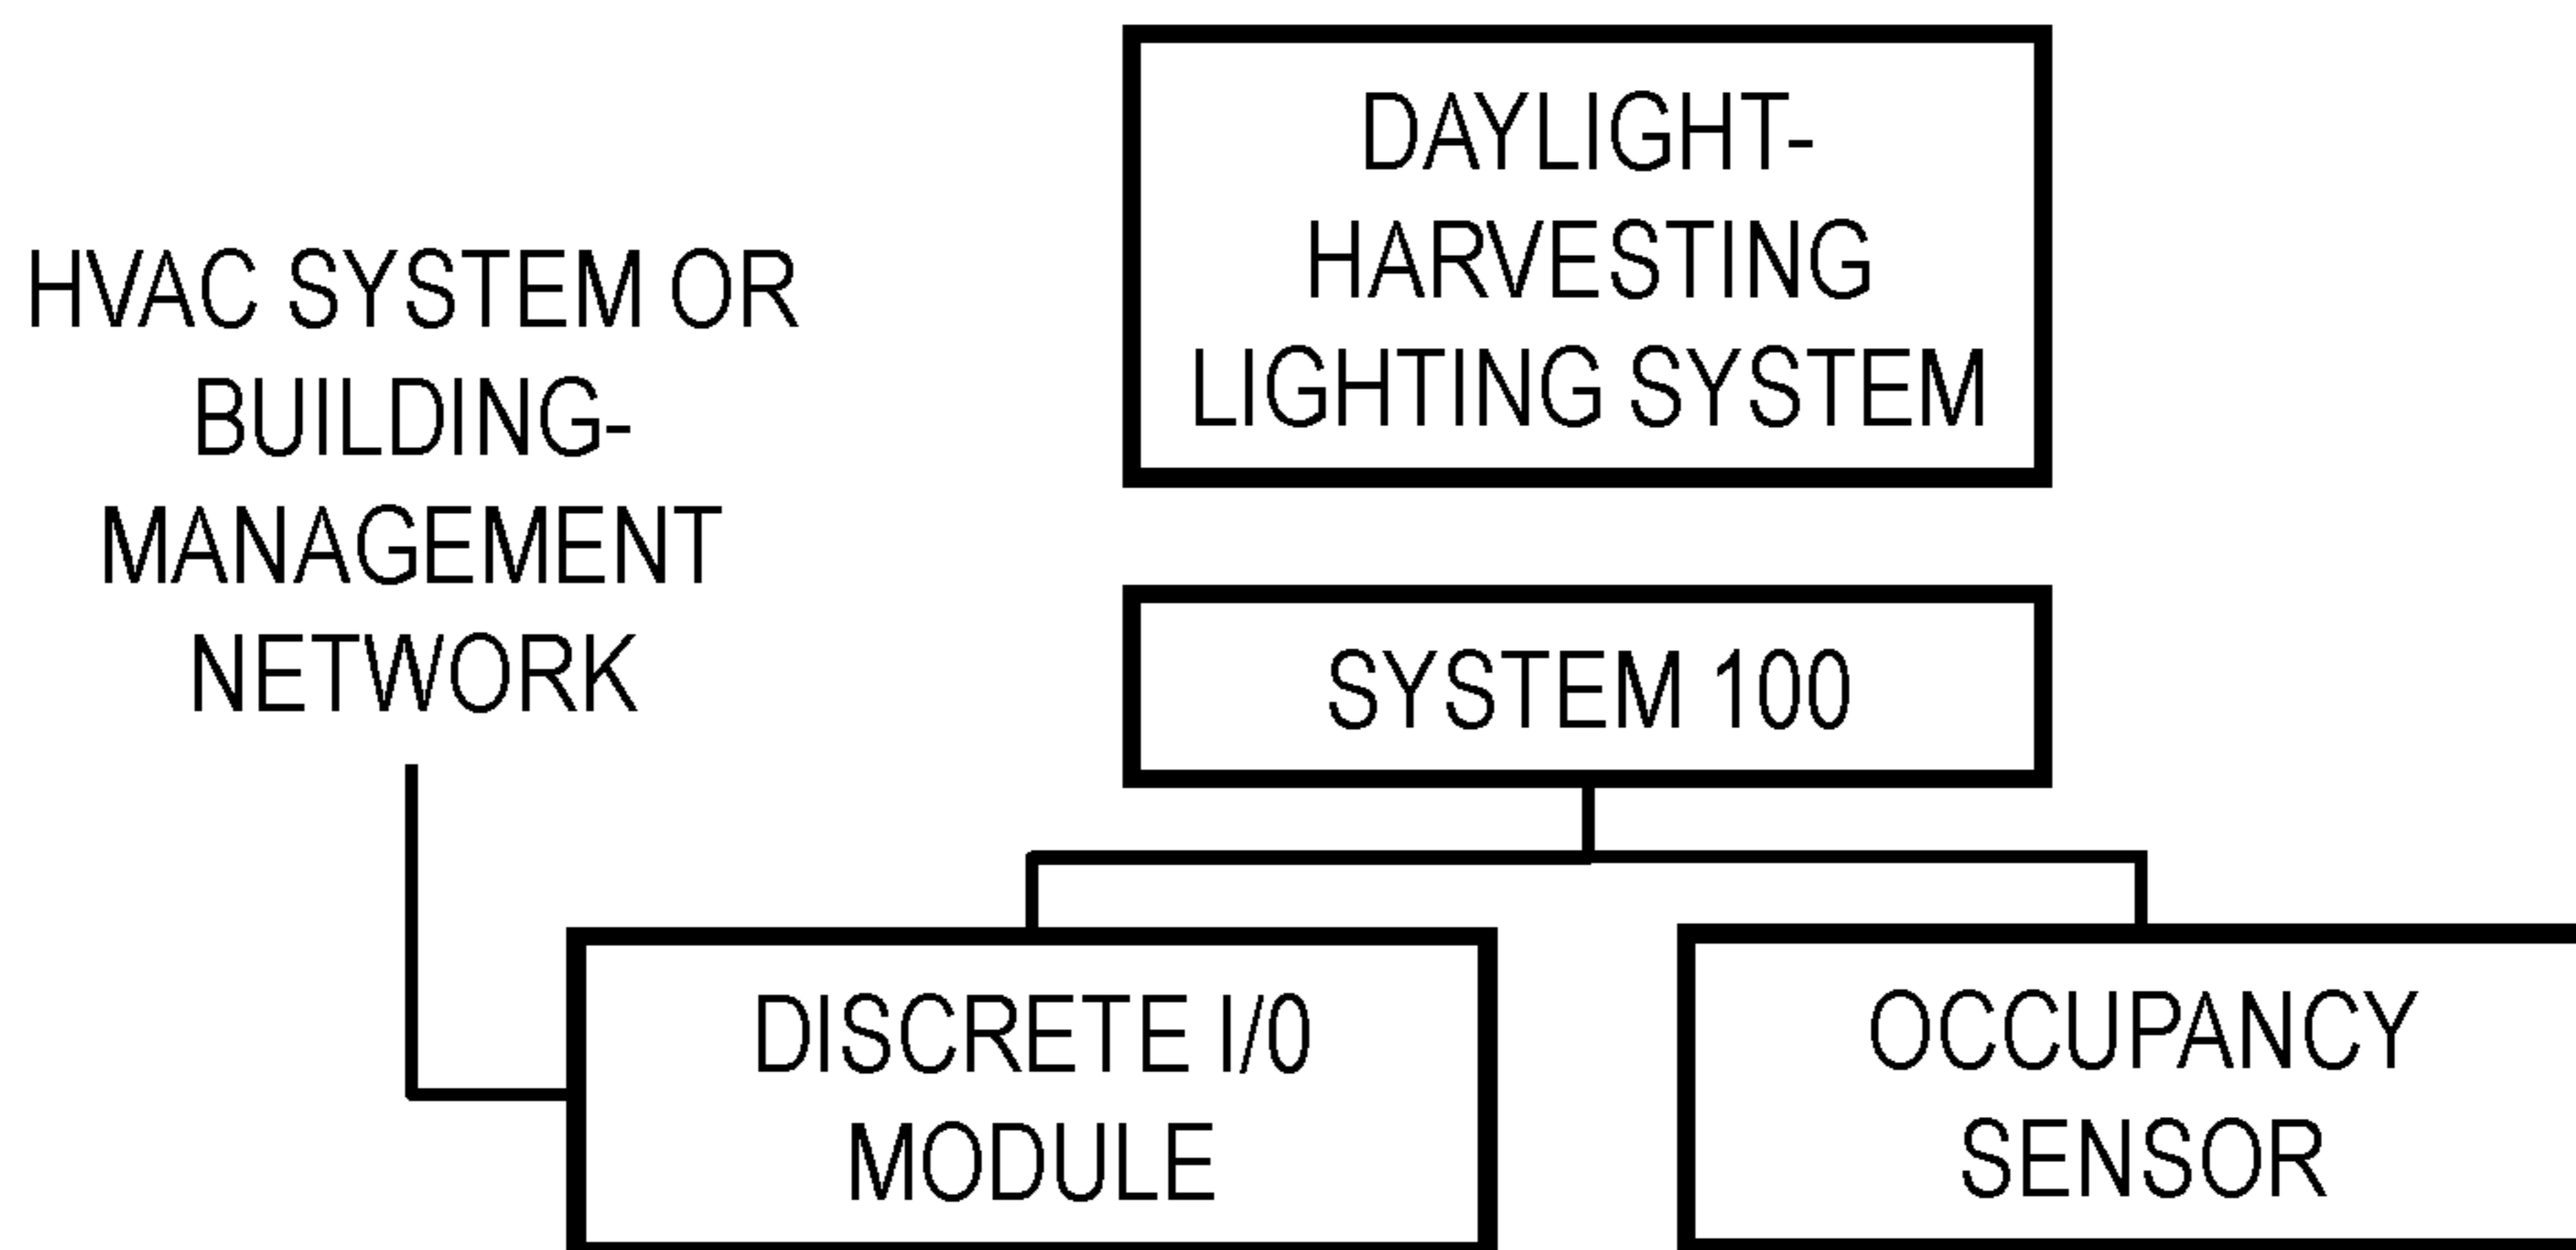 DAYLIGHT-
HARVESTING
LIGHTING SYSTEM
HVAC SYSTEM OR
BUILDING-
MANAGEMENT
NETWORK
SYSTEM 100
DISCRETE I/0
MODULE
OCCUPANCY
SENSOR